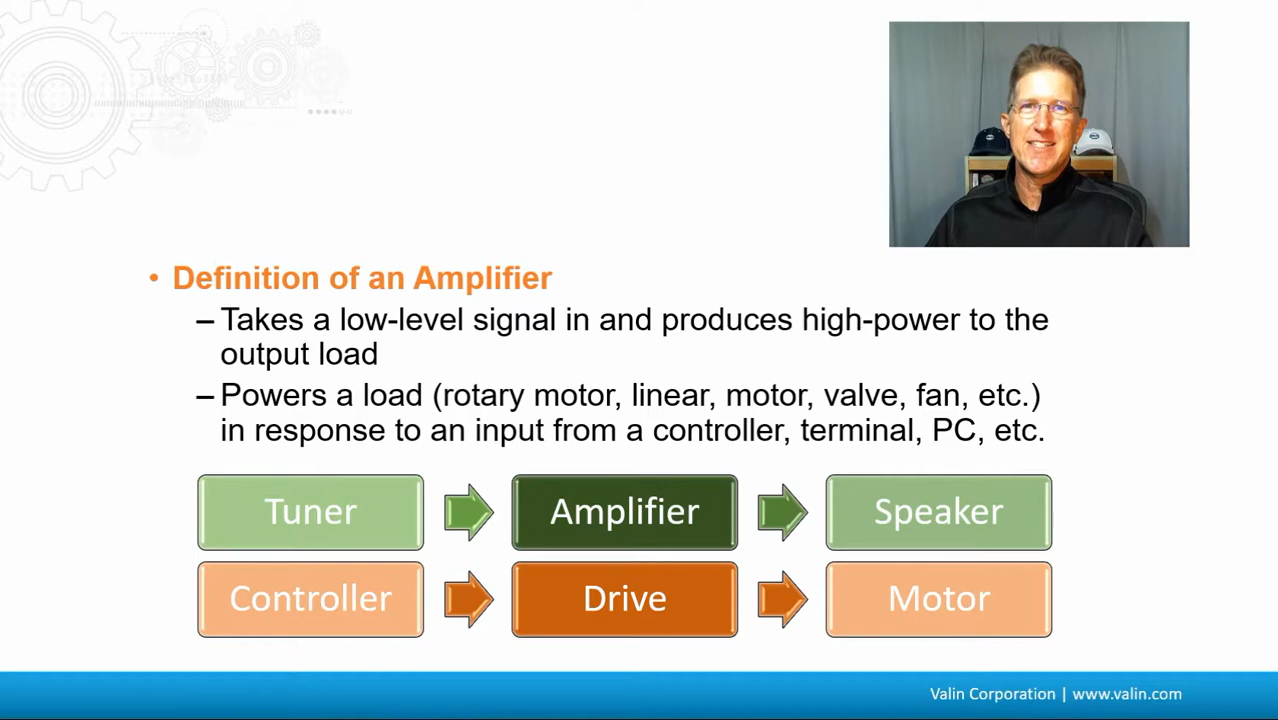 • Definition of an Amplifier
– Takes a low-level signal in and produces high-power to the
output load
– Powers a load (rotary motor, linear, motor, valve, fan, etc.)
in response to an input from a controller, terminal, PC, etc.
Tuner Amplifier Speaker
Controller Drive Motor
Valin Corporation | www.valin.com